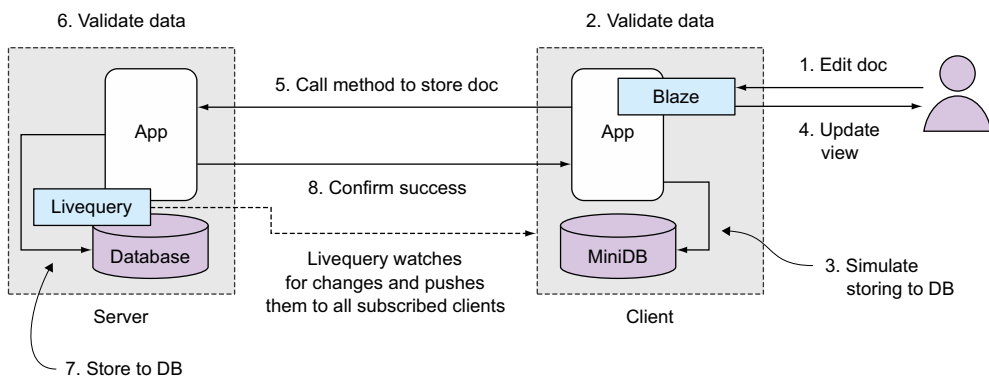 6. Validate data
2. Validate data
1. Edit doc
5. Call method to store doc
Blaze
App
App
4. Update
view
8. Confirm success
Livequery
Database
MiniDB
Livequery watches
for changes and pushes
them to all subscribed clients
3. Simulate
storing to DB
Server
Client
7. Store to DB